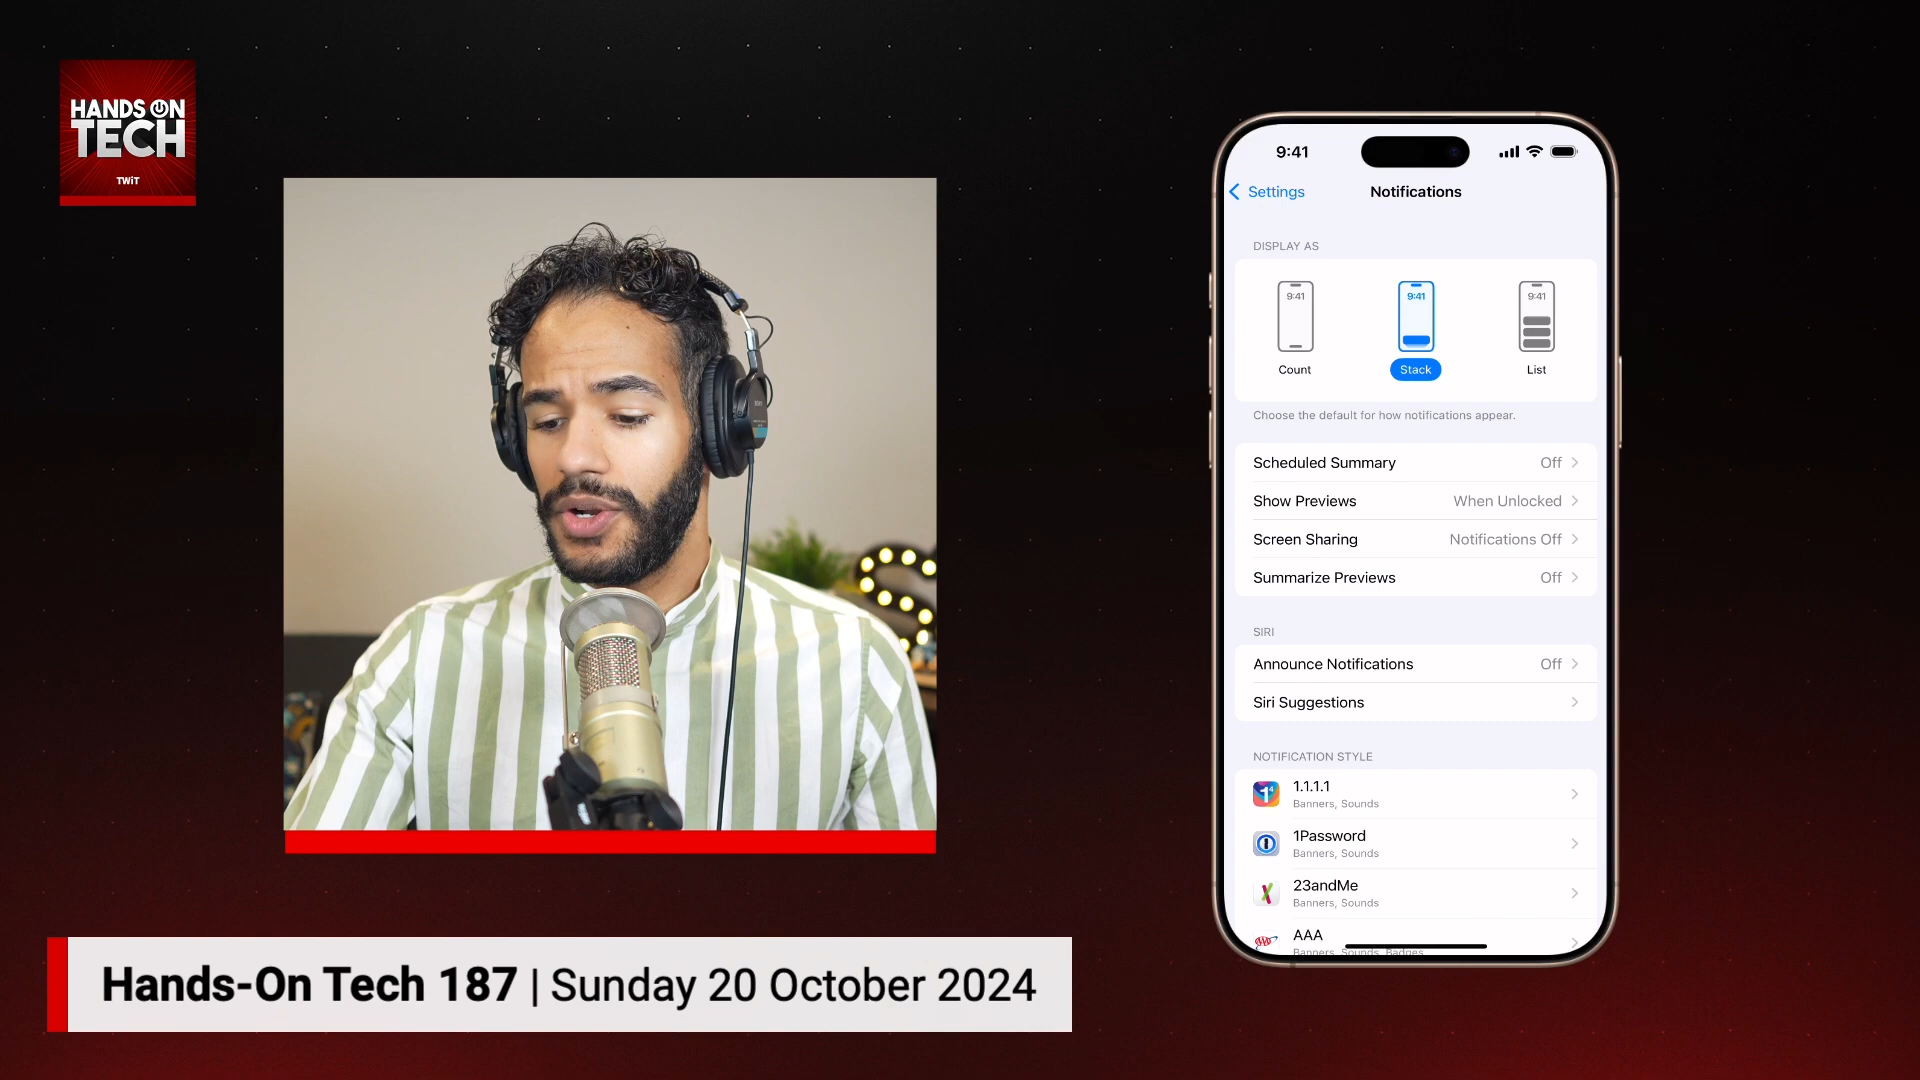 HANDS ON
TECH
TWiT
9:41
Settings
Notifications
DISPLAY AS
9:41
9:41
9:41
Count
Stack
List
Choose the default for how notifications appear.
Scheduled Summary Off
Show Previews When Unlocked
Screen Sharing Notifications Off
Summarize Previews Off
SIRI
Announce Notifications Off
Siri Suggestions
NOTIFICATION STYLE
1.1.1.1
Banners, Sounds
1Password
Banners, Sounds
23andMe
Banners, Sounds
AAA
Banners, Sounds, Badges
Hands-On Tech 187 | Sunday 20 October 2024